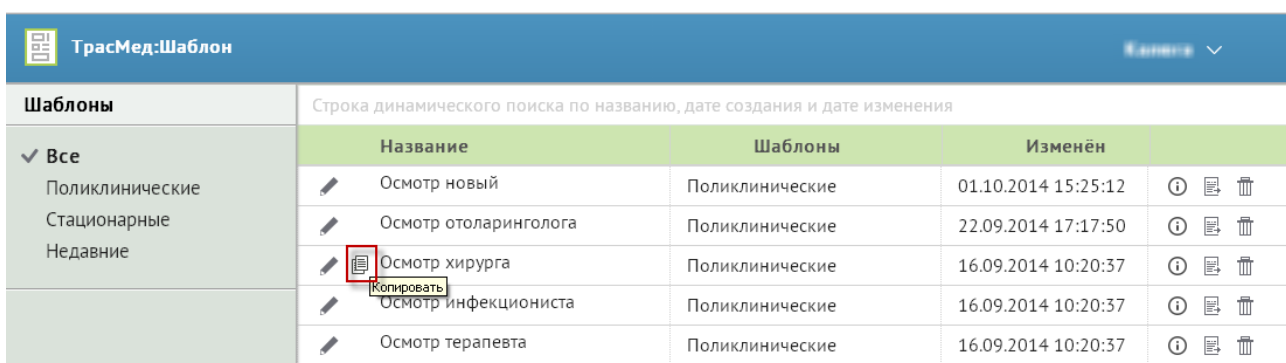 ТрасМед:Шаблон
Шаблоны
Строка динамического поиска по названию, дате создания и дате изменения
Все
Поликлинические
Стационарные
Недавние
Название Шаблоны Изменён
Осмотр новый Поликлинические 01.10.2014 15:25:12
Осмотр отоларинголога Поликлинические 22.09.2014 17:17:50
Осмотр хирурга Поликлинические 16.09.2014 10:20:37
Копировать
Осмотр инфекциониста Поликлинические 16.09.2014 10:20:37
Осмотр терапевта Поликлинические 16.09.2014 10:20:37